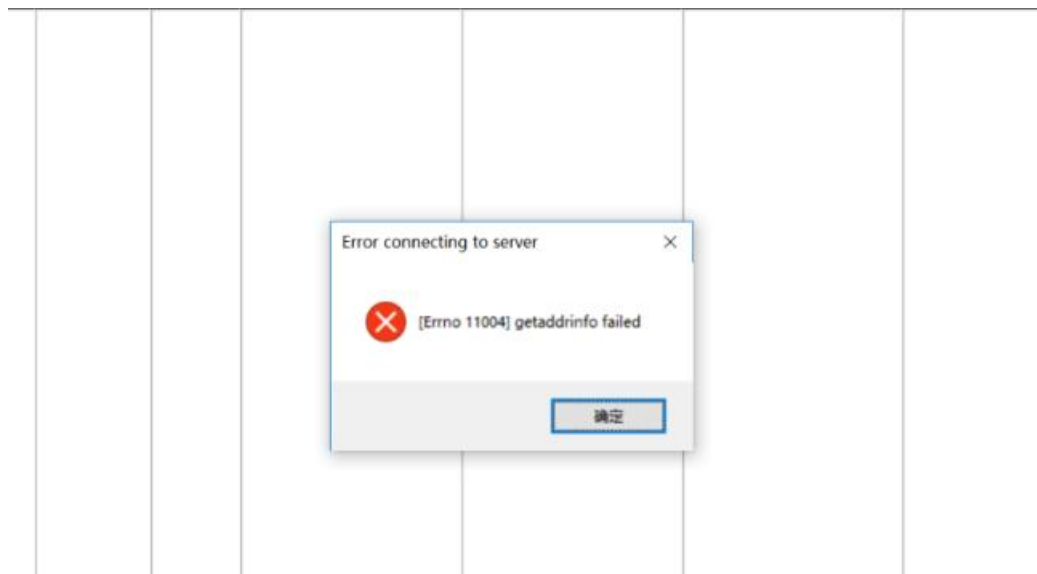 Error connecting to server
[Errno 11004] getaddrinfo failed
确定